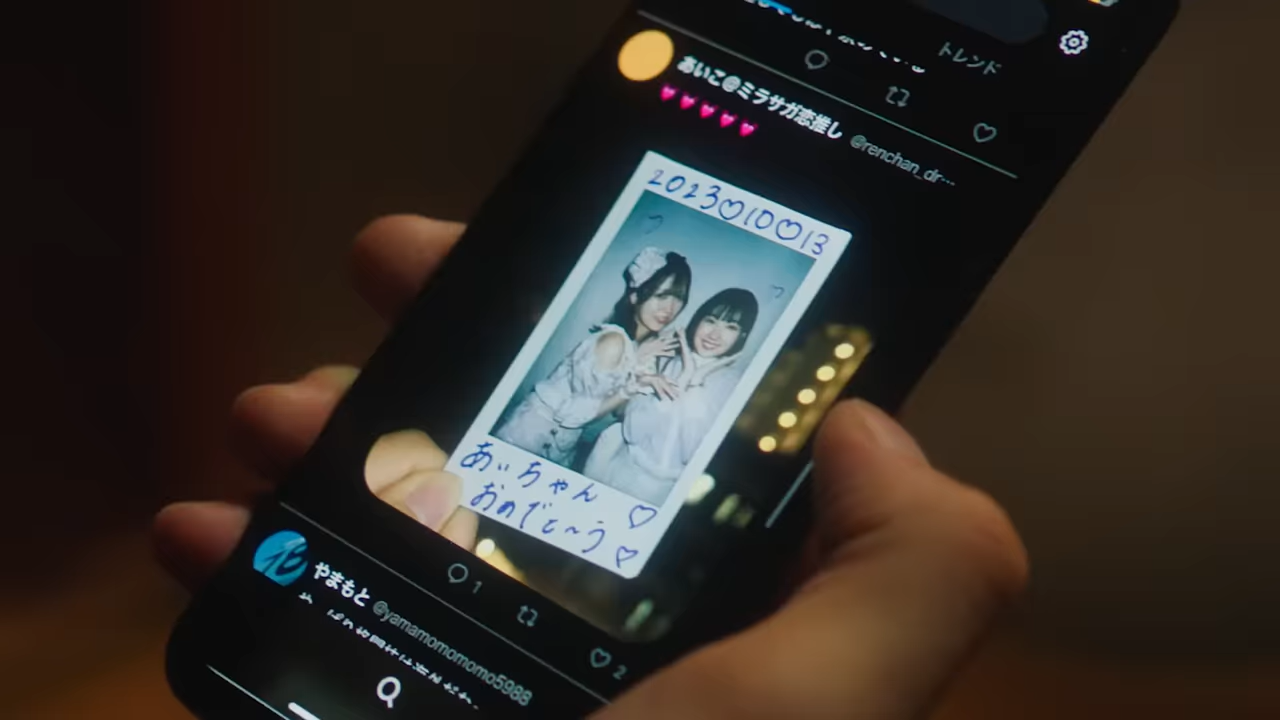 トレンド
あいこ@ミラサガ恋推し @renchan_dr…
2023♡10♡13
あいちゃん♡
おめでと〜う♡
1
2
やまもと @yamamomomomo5988